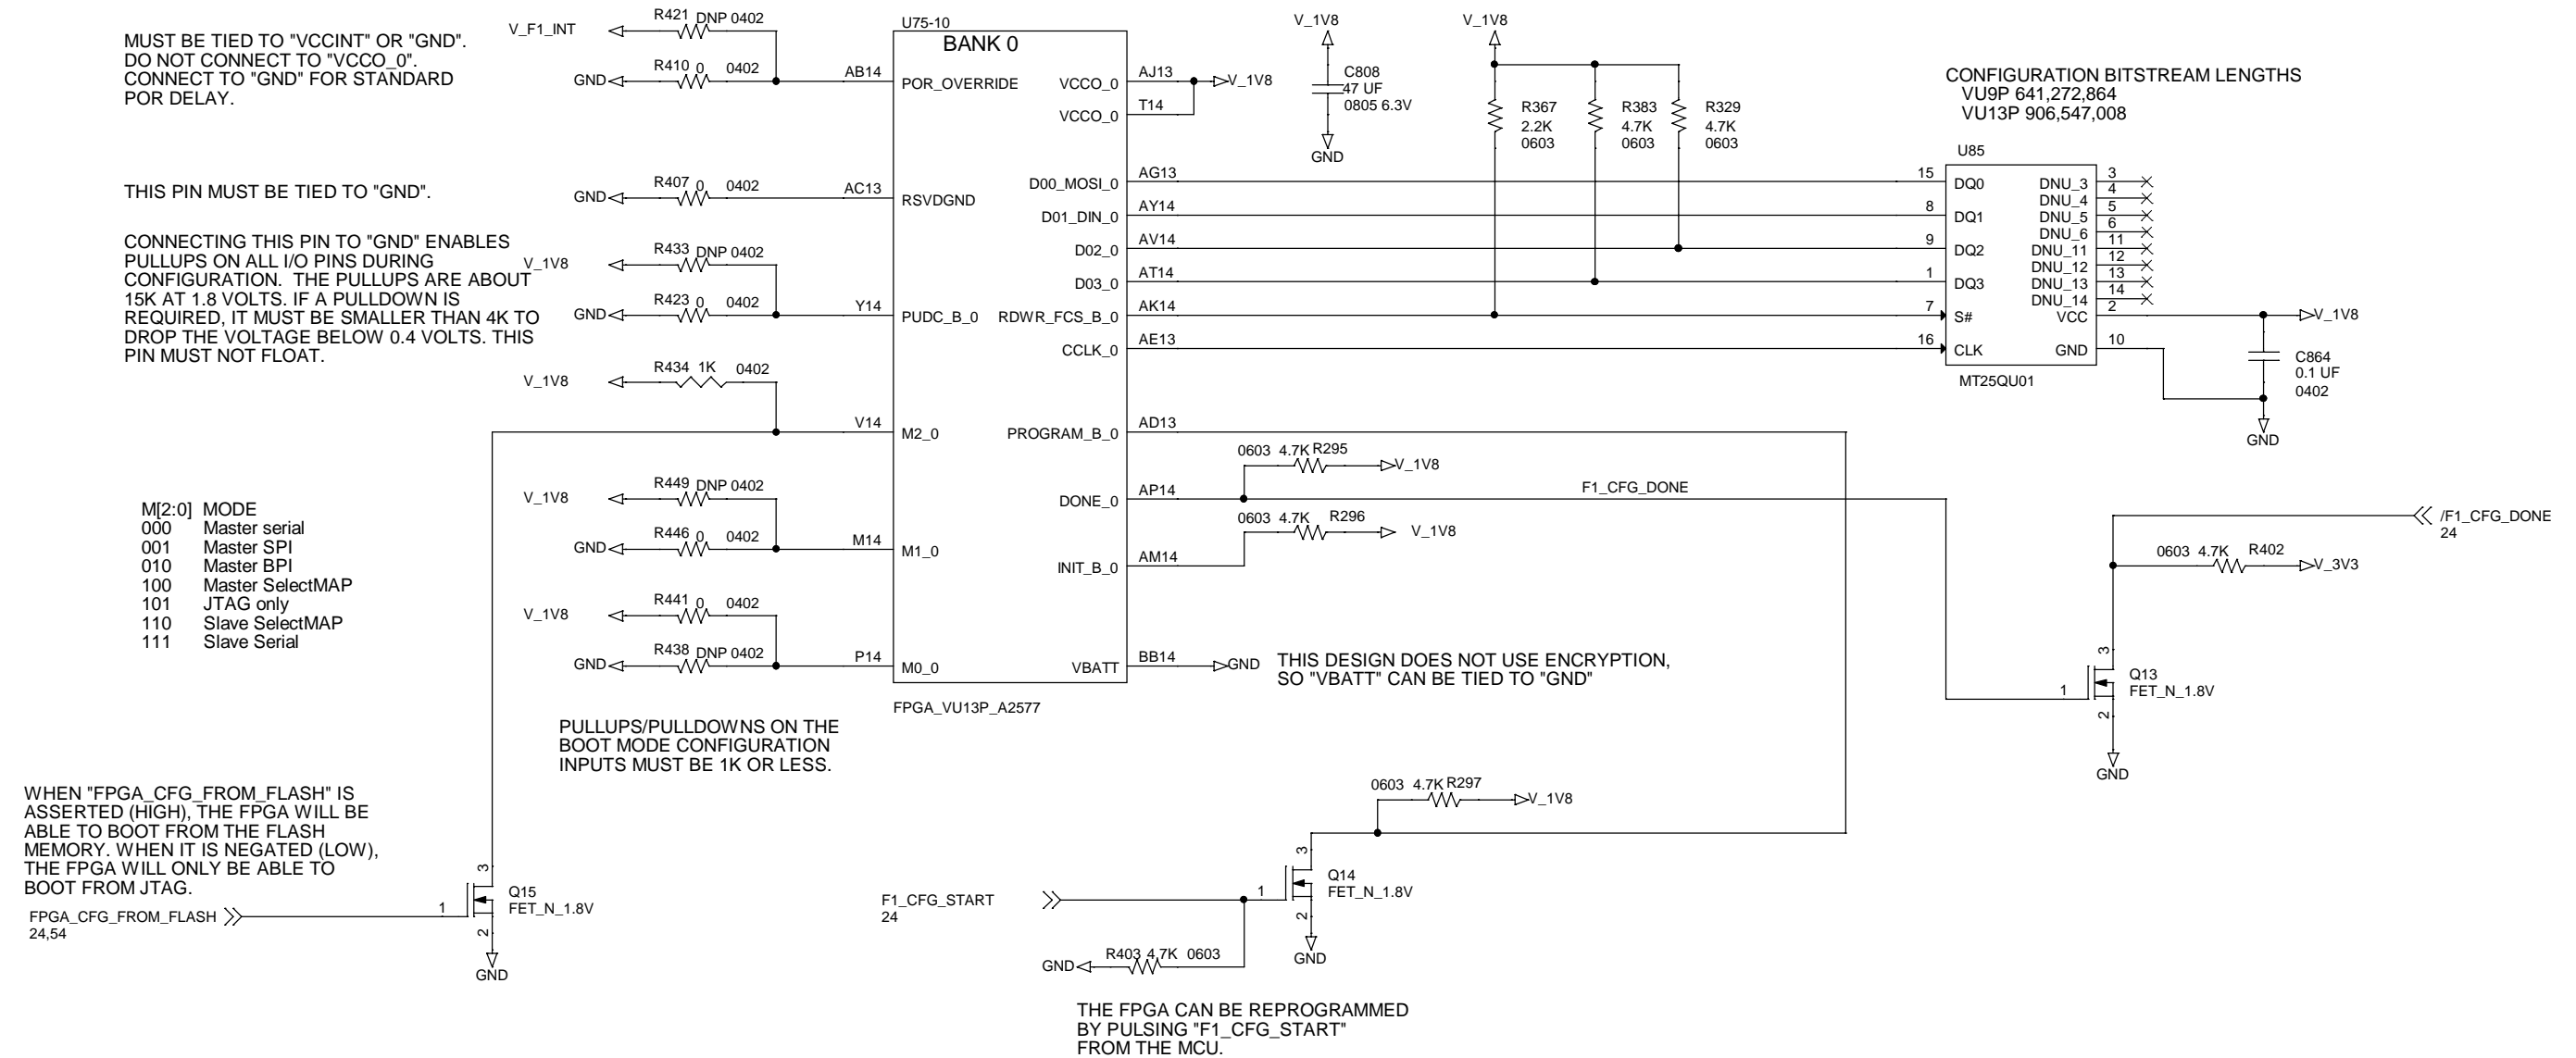 MUST BE TIED TO "VCCINT" OR "GND".
DO NOT CONNECT TO "VCCO_0".
CONNECT TO "GND" FOR STANDARD
POR DELAY.
THIS PIN MUST BE TIED TO "GND".
CONNECTING THIS PIN TO "GND" ENABLES
PULLUPS ON ALL I/O PINS DURING
CONFIGURATION. THE PULLUPS ARE ABOUT
15K AT 1.8 VOLTS. IF A PULLDOWN IS
REQUIRED, IT MUST BE SMALLER THAN 4K TO
DROP THE VOLTAGE BELOW 0.4 VOLTS. THIS
PIN MUST NOT FLOAT.
M[2:0] MODE
000 Master serial
001 Master SPI
010 Master BPI
100 Master SelectMAP
101 JTAG only
110 Slave SelectMAP
111 Slave Serial
WHEN "FPGA_CFG_FROM_FLASH" IS
ASSERTED (HIGH), THE FPGA WILL BE
ABLE TO BOOT FROM THE FLASH
MEMORY. WHEN IT IS NEGATED (LOW),
THE FPGA WILL ONLY BE ABLE TO
BOOT FROM JTAG.
FPGA_CFG_FROM_FLASH
24,54
1
3
2
Q15
FET_N_1.8V
GND
V_F1_INT
R421 DNP 0402
GND
R410 0 0402
AB14
GND
R407 0 0402
AC13
V_1V8
R433 DNP 0402
GND
R423 0 0402
Y14
V_1V8
R434 1K 0402
V14
V_1V8
R449 DNP 0402
GND
R446 0 0402
M14
V_1V8
R441 0 0402
GND
R438 DNP 0402
P14
PULLUPS/PULLDOWNS ON THE
BOOT MODE CONFIGURATION
INPUTS MUST BE 1K OR LESS.
U75-10
BANK 0
POR_OVERRIDE
RSVDGND
PUDC_B_0
M2_0
M1_0
M0_0
VCCO_0
VCCO_0
D00_MOSI_0
D01_DIN_0
D02_0
D03_0
RDWR_FCS_B_0
CCLK_0
PROGRAM_B_0
DONE_0
INIT_B_0
VBATT
FPGA_VU13P_A2577
AJ13
T14
V_1V8
AG13
AY14
AV14
AT14
AK14
AE13
AD13
AP14
AM14
BB14
GND
V_1V8
C808
47 UF
0805 6.3V
GND
V_1V8
R367
2.2K
0603
R383
4.7K
0603
R329
4.7K
0603
0603 4.7K R295
V_1V8
F1_CFG_DONE
0603 4.7K R296
V_1V8
THIS DESIGN DOES NOT USE ENCRYPTION,
SO "VBATT" CAN BE TIED TO "GND"
0603 4.7K R297
V_1V8
F1_CFG_START
24
1
3
2
Q14
FET_N_1.8V
GND
GND
R403 4.7K 0603
THE FPGA CAN BE REPROGRAMMED
BY PULSING "F1_CFG_START"
FROM THE MCU.
CONFIGURATION BITSTREAM LENGTHS
VU9P 641,272,864
VU13P 906,547,008
U85
15 DQ0
8 DQ1
9 DQ2
1 DQ3
7 S#
16 CLK
DNU_3 3
DNU_4 4
DNU_5 5
DNU_6 6
DNU_11 11
DNU_12 12
DNU_13 13
DNU_14 14
VCC 2
GND 10
MT25QU01
V_1V8
C864
0.1 UF
0402
GND
/F1_CFG_DONE
24
0603 4.7K R402
V_3V3
3
1
2
Q13
FET_N_1.8V
GND